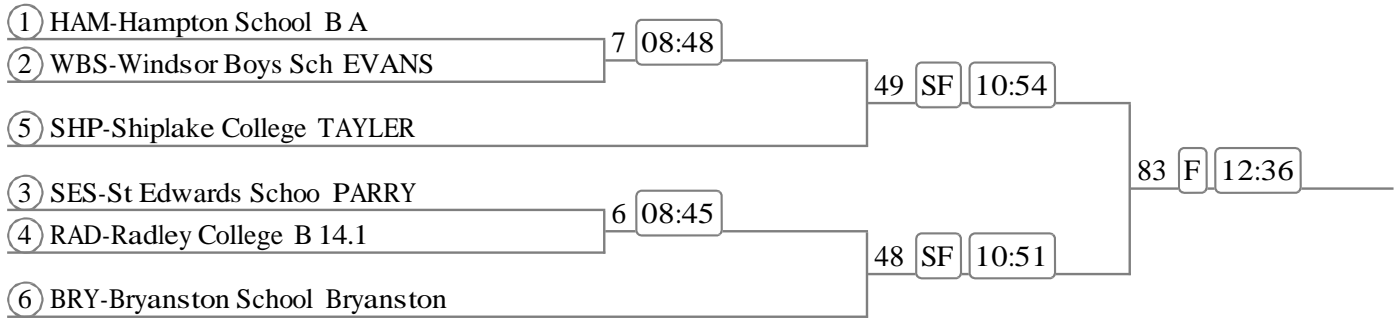 1 HAM-Hampton School B A
7 08:48
2 WBS-Windsor Boys Sch EVANS
49 SF 10:54
5 SHP-Shiplake College TAYLER
83 F 12:36
3 SES-St Edwards Schoo PARRY
6 08:45
4 RAD-Radley College B 14.1
48 SF 10:51
6 BRY-Bryanston School Bryanston